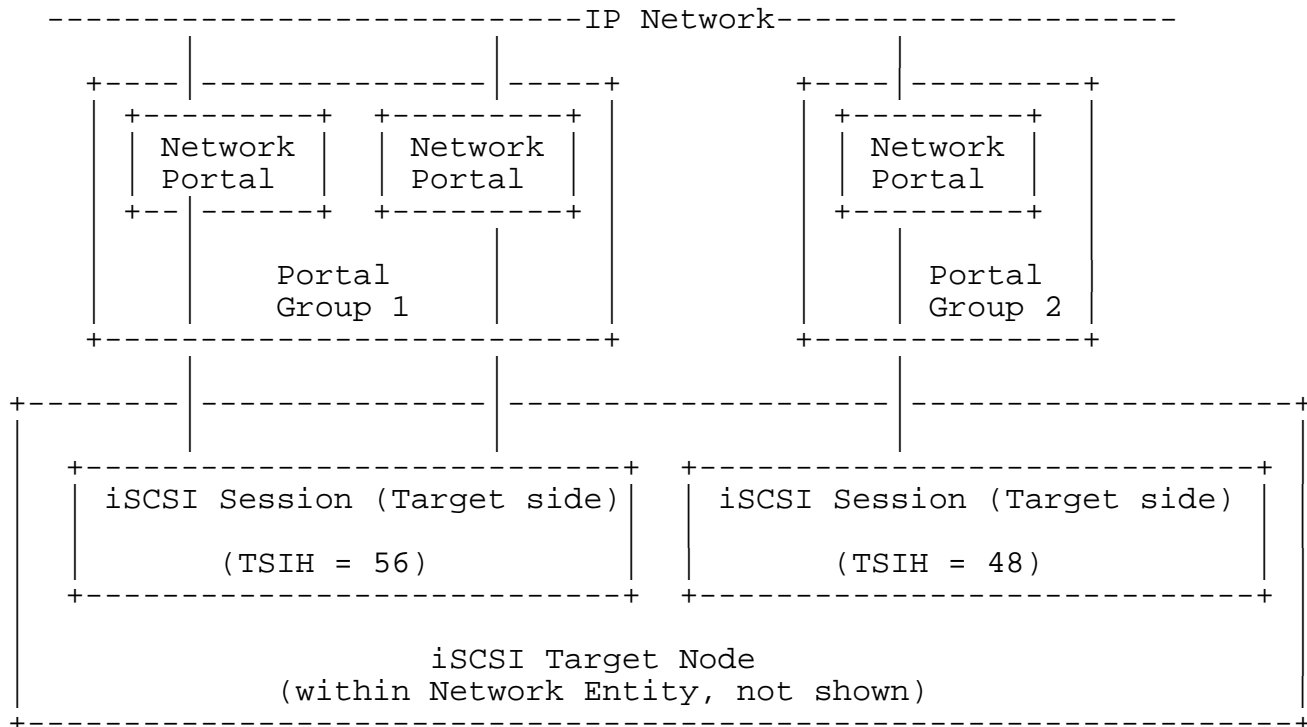 IP Network
Network Network Network
Portal Portal Portal
Portal Portal
Group 1 Group 2
iSCSI Session (Target side) iSCSI Session (Target side)
(TSIH = 56) (TSIH = 48)
iSCSI Target Node
(within Network Entity, not shown)